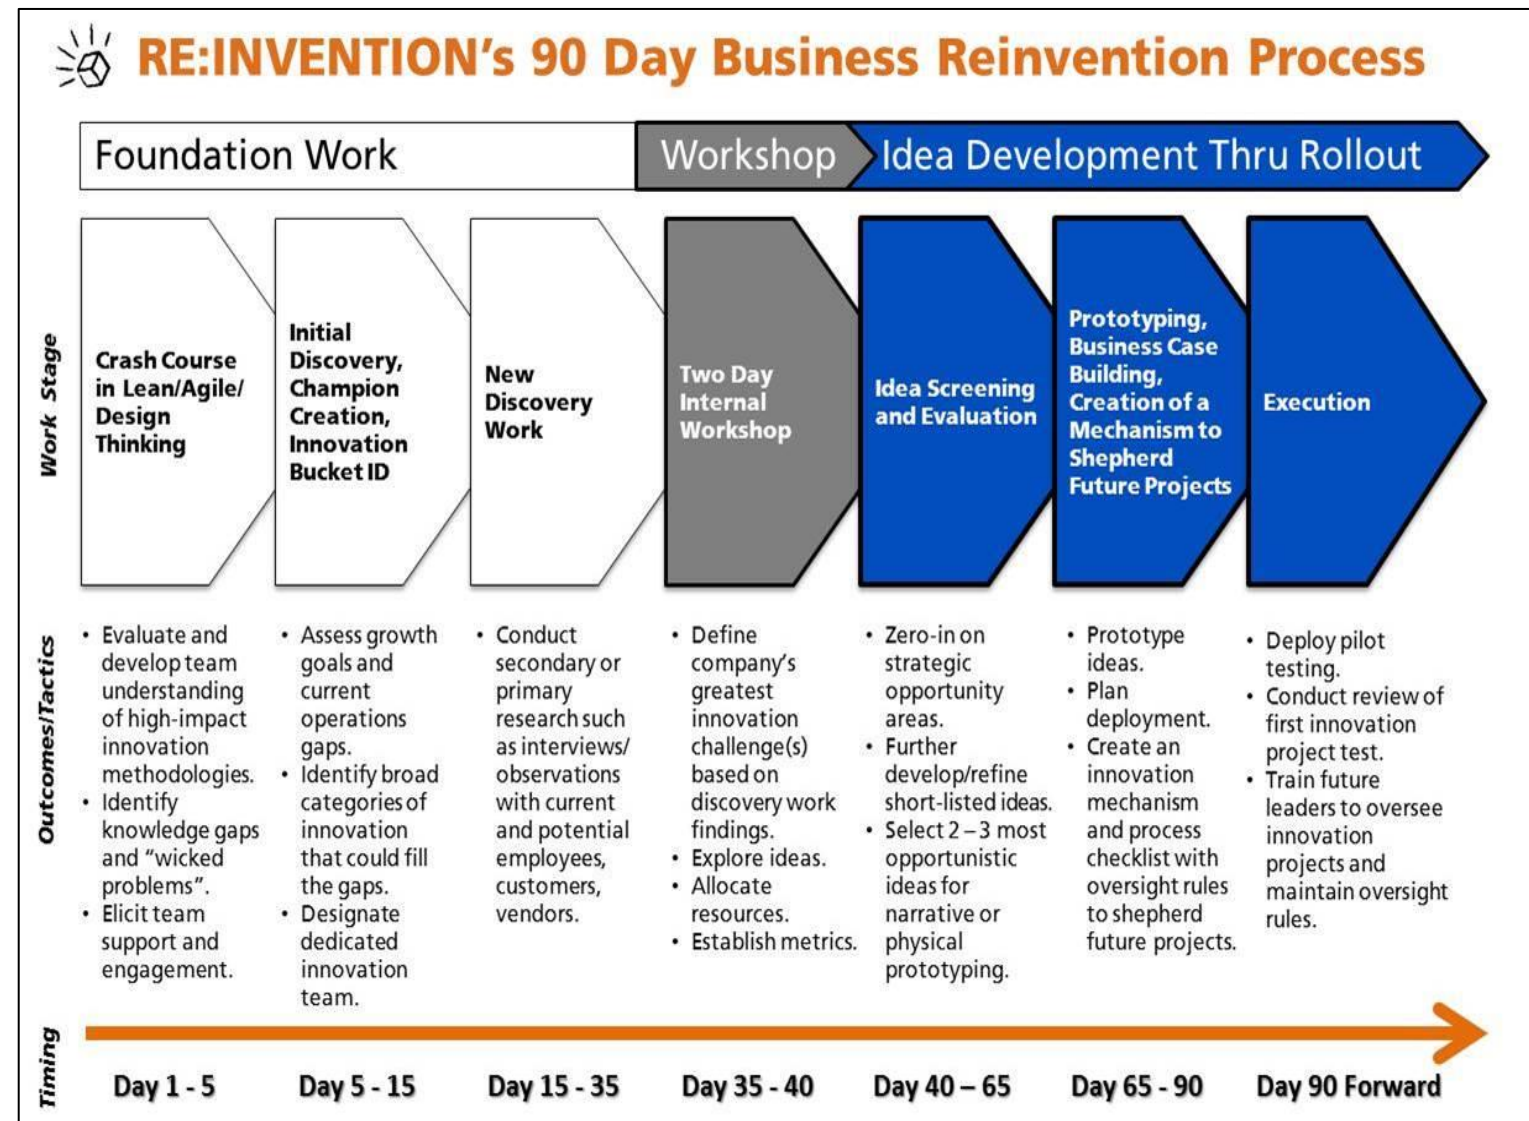 RE:INVENTION's 90 Day Business Reinvention Process
Foundation Work
Workshop
Idea Development Thru Rollout
Work Stage
Crash Course
in Lean/Agile/
Design
Thinking
Initial
Discovery,
Champion
Creation,
Innovation
Bucket ID
New
Discovery
Work
Two Day
Internal
Workshop
Idea Screening
and Evaluation
Prototyping,
Business Case
Building,
Creation of a
Mechanism to
Shepherd
Future Projects
Execution
Outcomes/Tactics
• Evaluate and
develop team
understanding
of high-impact
innovation
methodologies.
• Identify
knowledge gaps
and “wicked
problems”.
• Elicit team
support and
engagement.
• Assess growth
goals and
current
operations
gaps.
• Identify broad
categories of
innovation
that could fill
the gaps.
• Designate
dedicated
innovation
team.
• Conduct
secondary or
primary
research such
as interviews/
observations
with current
and potential
employees,
customers,
vendors.
• Define
company's
greatest
innovation
challenge(s)
based on
discovery work
findings.
• Explore ideas.
• Allocate
resources.
• Establish metrics.
• Zero-in on
strategic
opportunity
areas.
• Further
develop/refine
short-listed ideas.
• Select 2 – 3 most
opportunistic
ideas for
narrative or
physical
prototyping.
• Prototype
ideas.
• Plan
deployment.
• Create an
innovation
mechanism
and process
checklist with
oversight rules
to shepherd
future projects.
• Deploy pilot
testing.
• Conduct review of
first innovation
project test.
• Train future
leaders to oversee
innovation
projects and
maintain oversight
rules.
Timing
Day 1 - 5
Day 5 - 15
Day 15 - 35
Day 35 - 40
Day 40 – 65
Day 65 - 90
Day 90 Forward